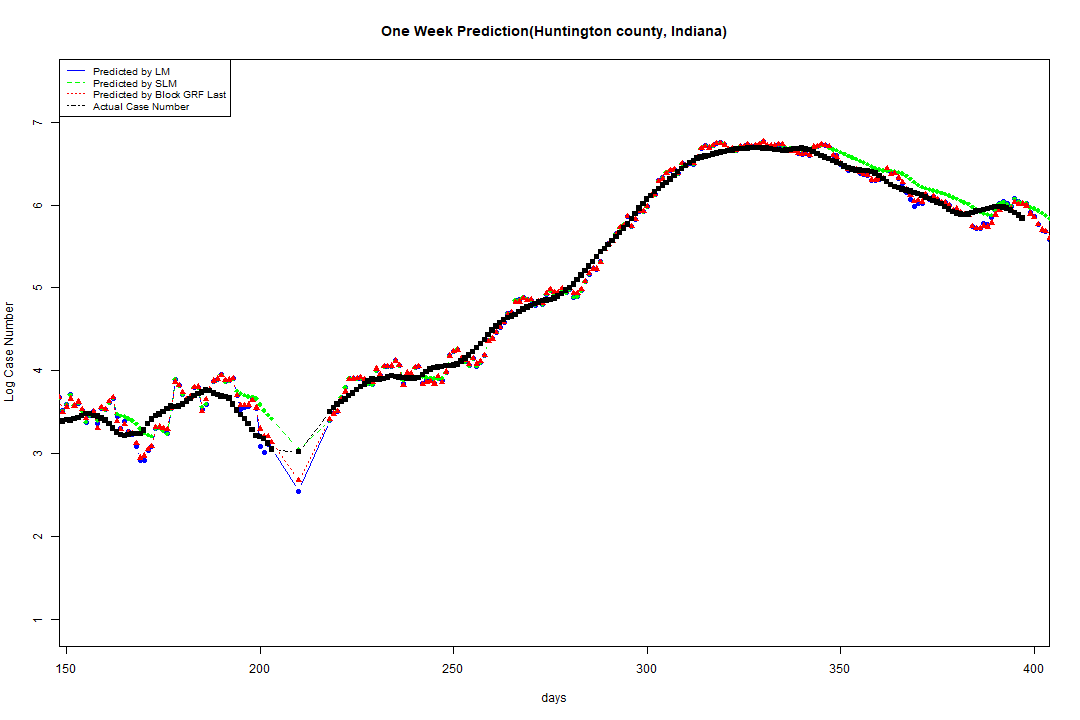 One Week Prediction(Huntington county, Indiana)
Predicted by LM
Predicted by SLM
Predicted by Block GRF Last
Actual Case Number
7
6
5
4
3
2
1
Log Case Number
150 200 250 300 350 400
days